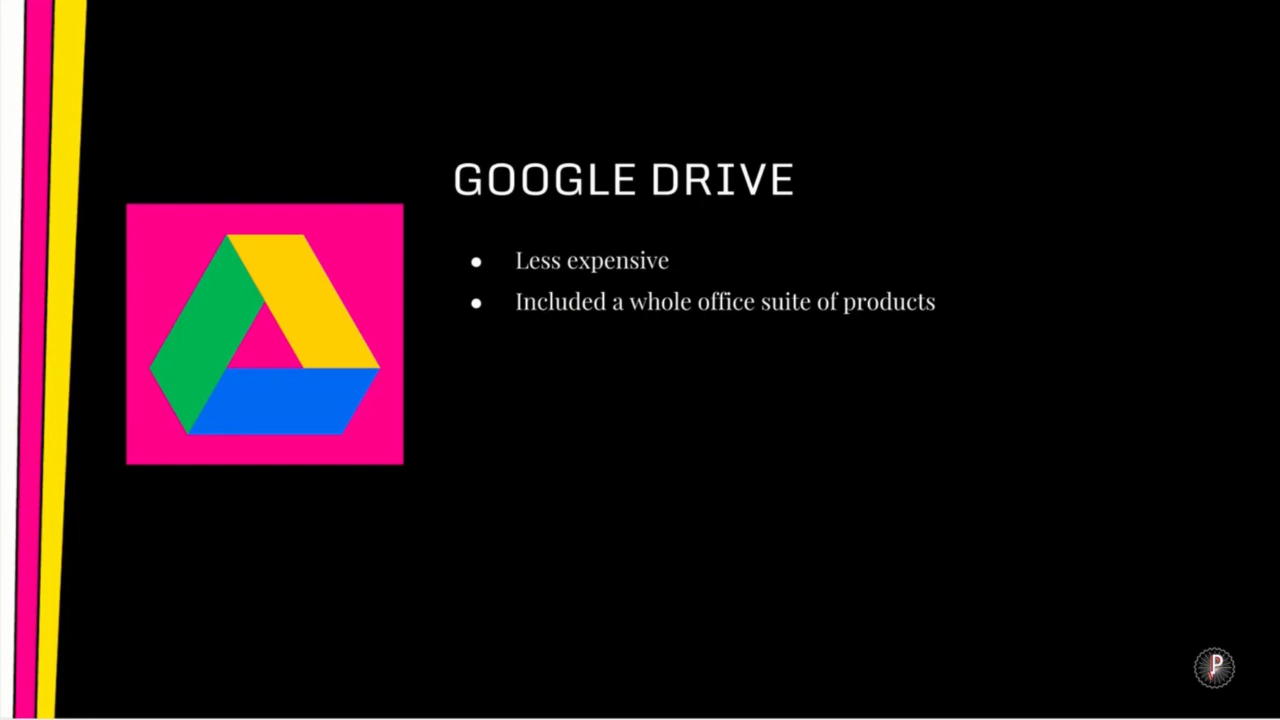 GOOGLE DRIVE
● Less expensive
● Included a whole office suite of products
P